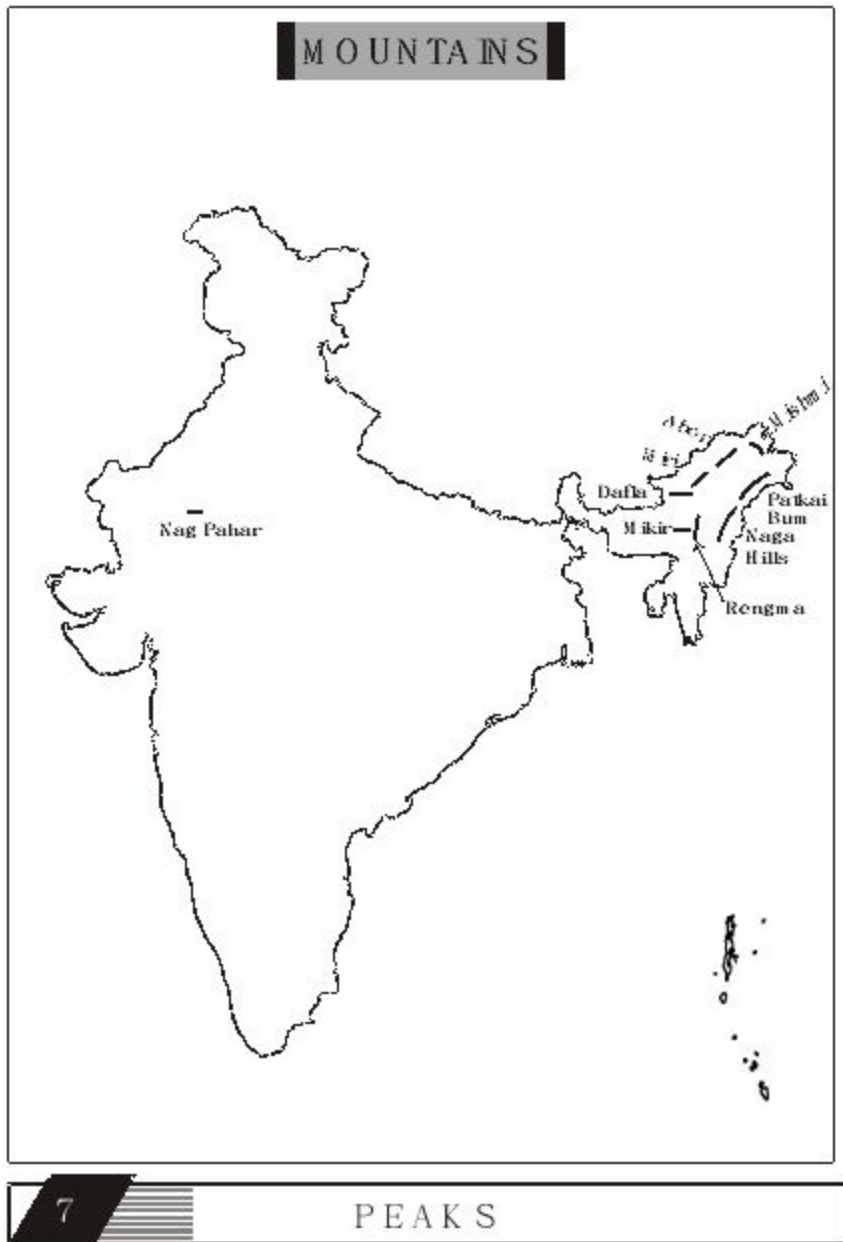 MOUNTAINS
Mishmi
Abor
Miri
Dafla
Patkai
Bum
Nag Pahar
Mikir
Naga
Hills
Rengma
7
PEAKS